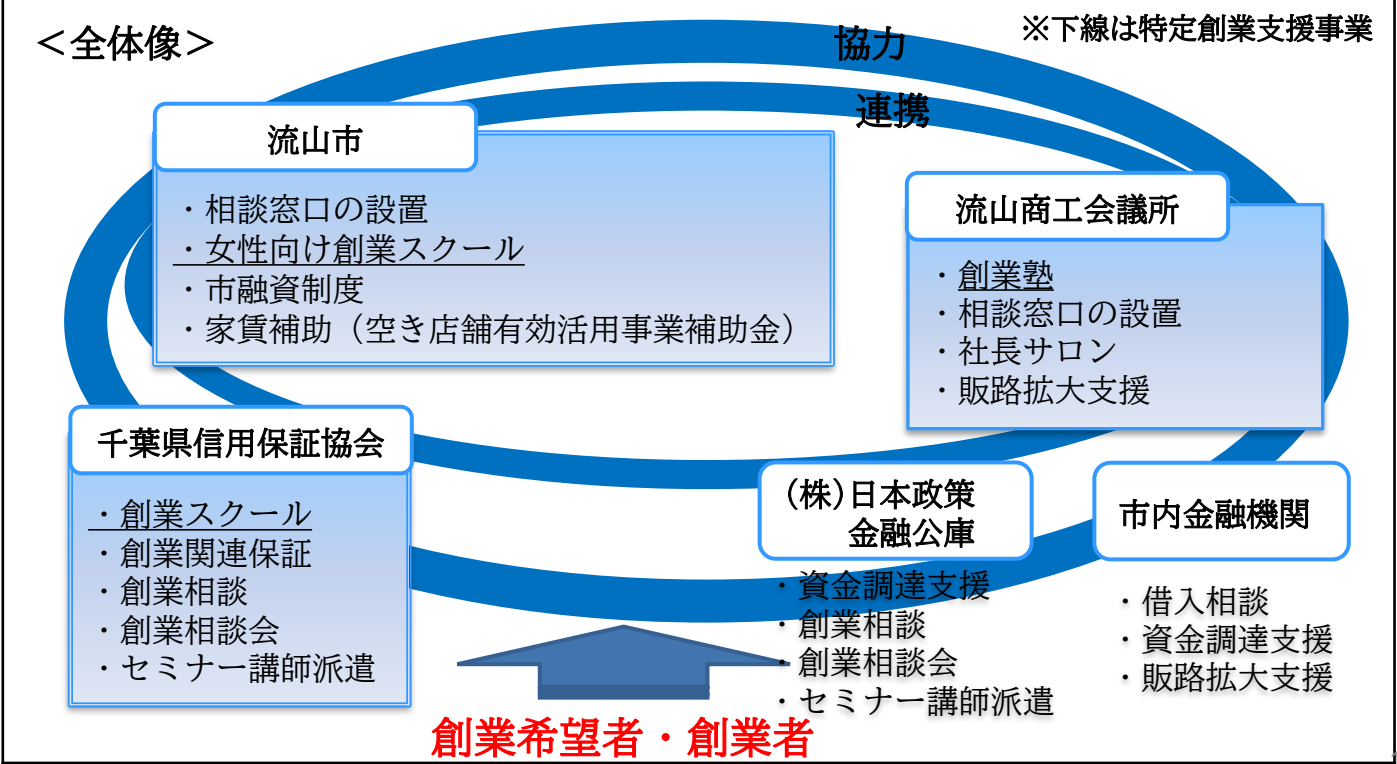 ＜全体像＞
※下線は特定創業支援事業
協力
連携
流山市
・相談窓口の設置
・女性向け創業スクール
・市融資制度
・家賃補助（空き店舗有効活用事業補助金）
流山商工会議所
・創業塾
・相談窓口の設置
・社長サロン
・販路拡大支援
千葉県信用保証協会
・創業スクール
・創業関連保証
・創業相談
・創業相談会
・セミナー講師派遣
(株)日本政策
金融公庫
・資金調達支援
・創業相談
・創業相談会
・セミナー講師派遣
市内金融機関
・借入相談
・資金調達支援
・販路拡大支援
創業希望者・創業者